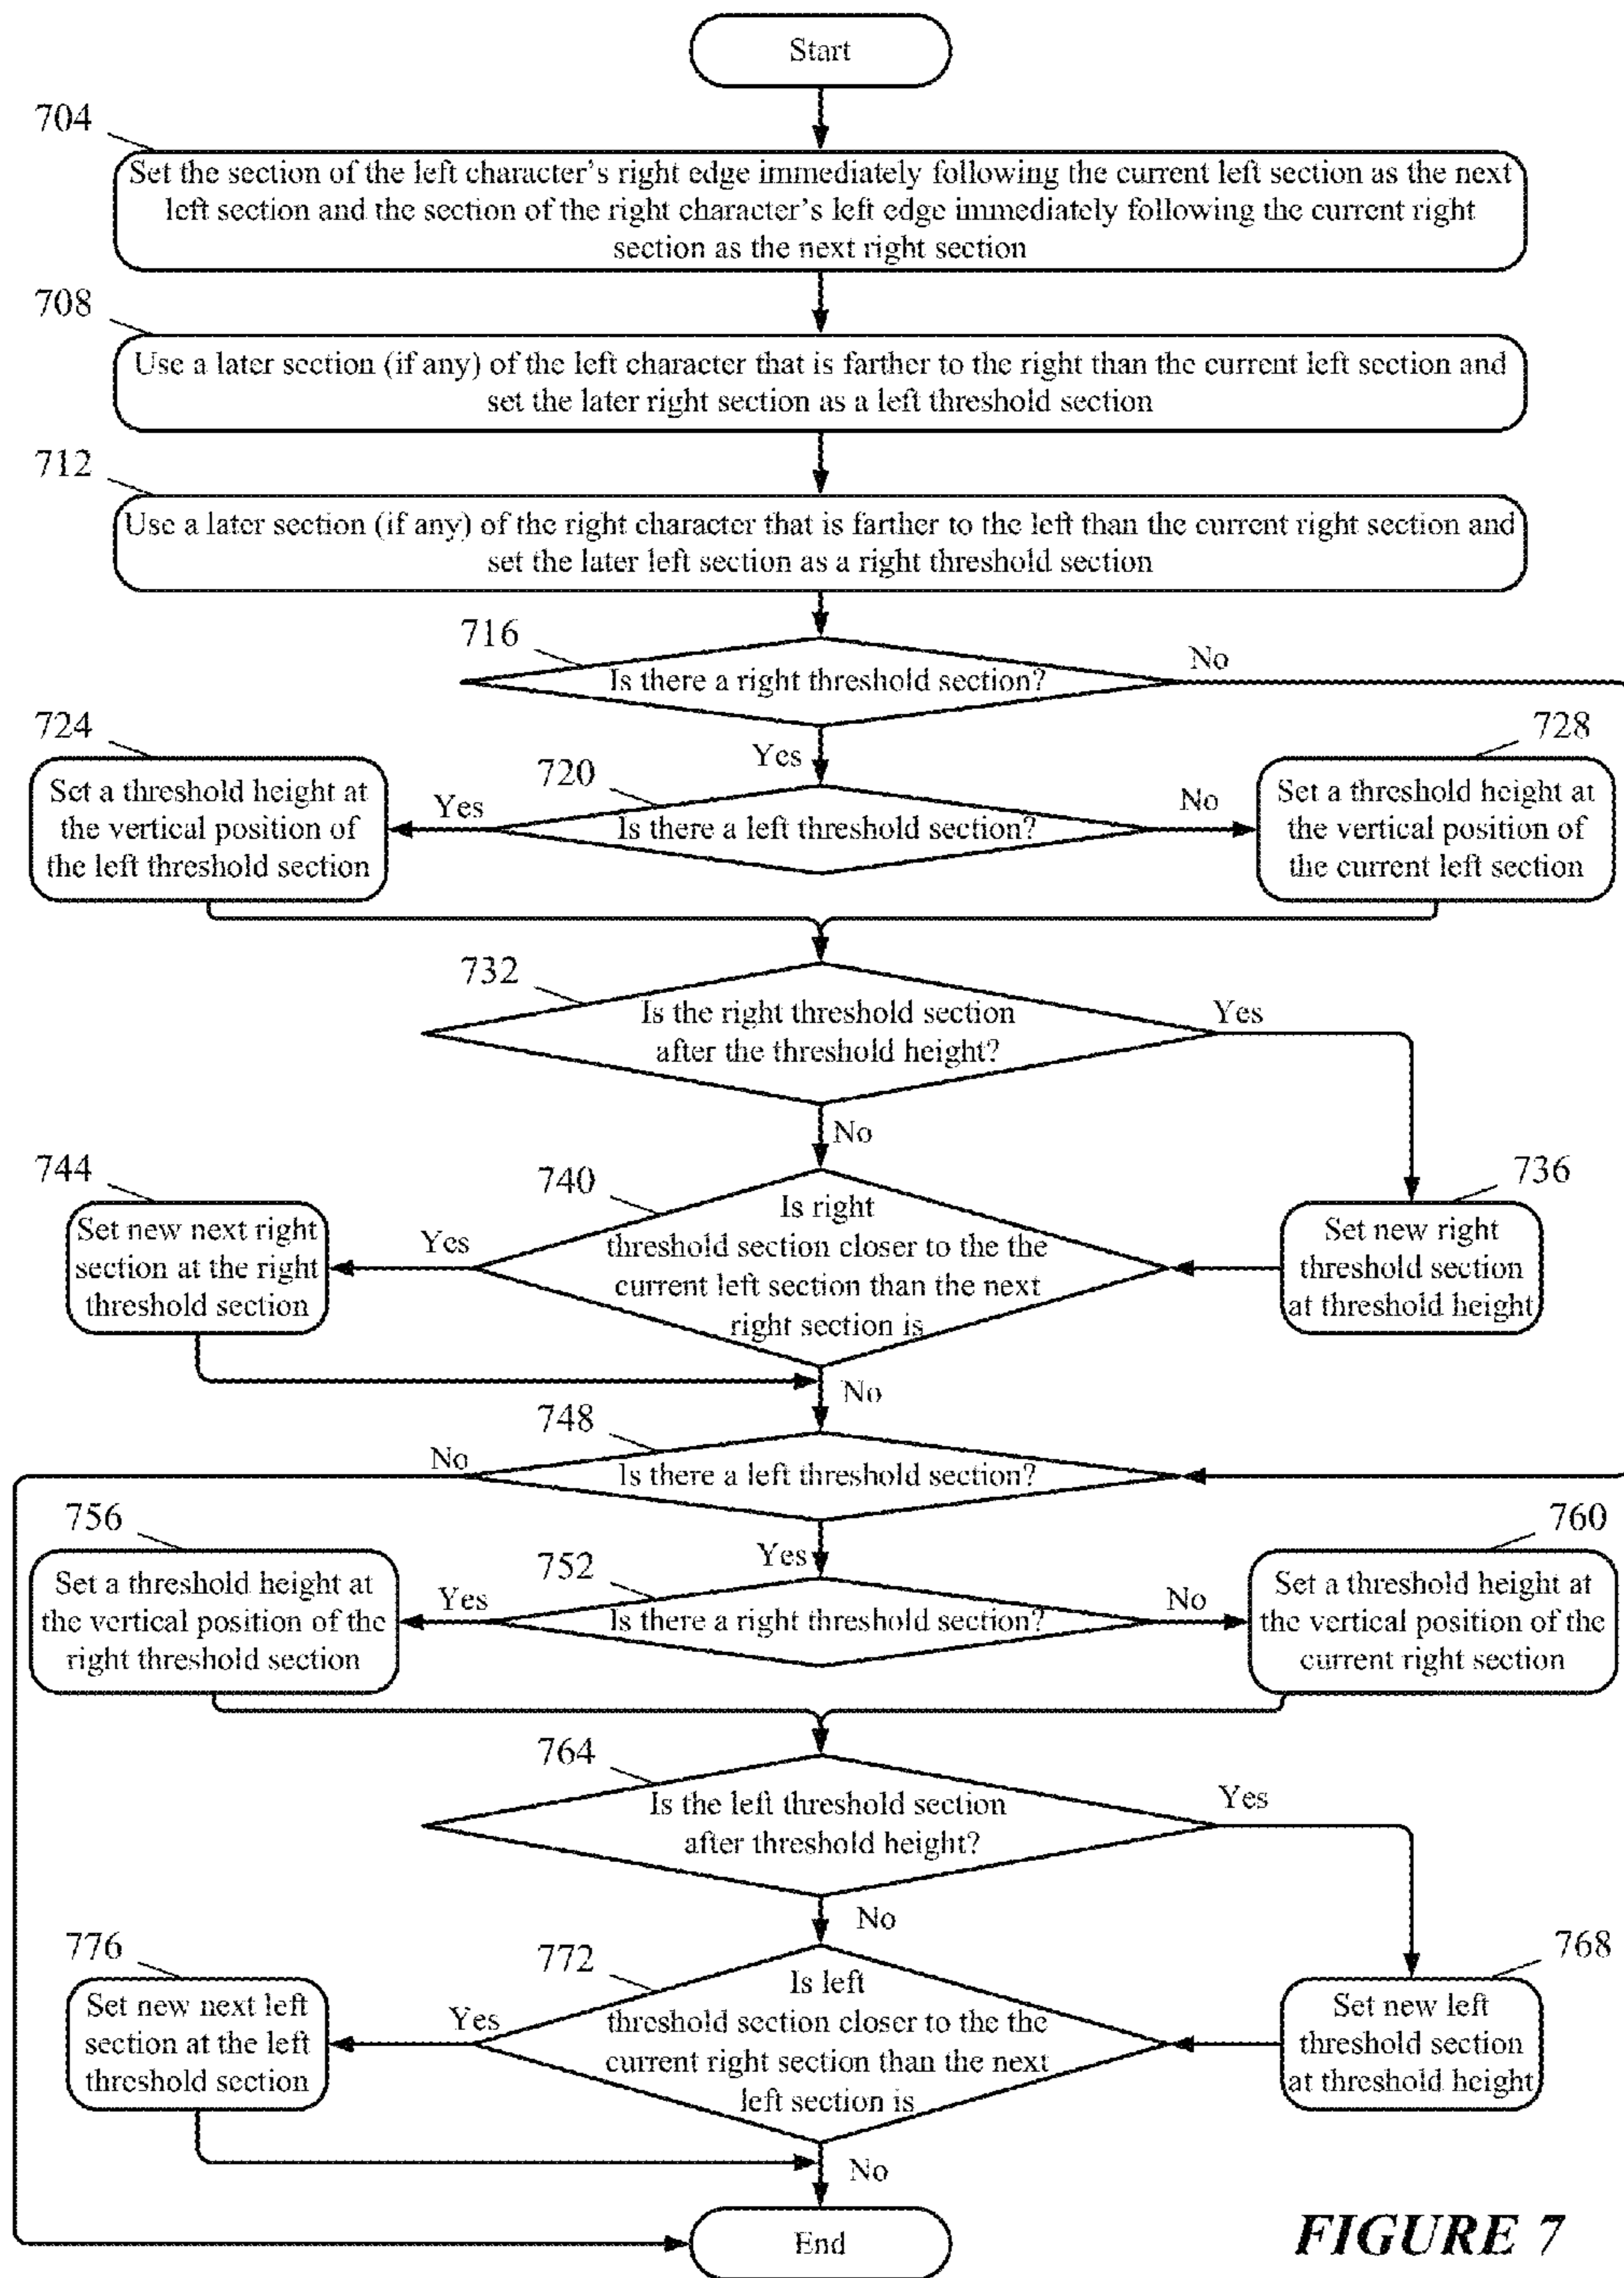 Start
704
Set the section of the left character's right edge immediately following the current left section as the next
left section and the section of the right character's left edge immediately following the current right
section as the next right section
708
Use a later section (if any) of the left character that is farther to the right than the current left section and
set the later right section as a left threshold section
712
Use a later section (if any) of the right character that is farther to the left than the current right section and
set the later left section as a right threshold section
716
Is there a right threshold section?
No
Yes
724
Set a threshold height at
the vertical position of
the left threshold section
720
Is there a left threshold section?
Yes
No
728
Set a threshold height at
the vertical position of
the current left section
732
Is the right threshold section
after the threshold height?
Yes
No
736
Set new right
threshold section
at threshold height
740
Is right
threshold section closer to the the
current left section than the next
right section is
Yes
No
744
Set new next right
section at the right
threshold section
748
Is there a left threshold section?
No
Yes
752
Is there a right threshold section?
Yes
No
756
Set a threshold height at
the vertical position of the
right threshold section
760
Set a threshold height at
the vertical position of the
current right section
764
Is the left threshold section
after threshold height?
Yes
No
768
Set new left
threshold section
at threshold height
772
Is left
threshold section closer to the the
current right section than the next
left section is
Yes
No
776
Set new next left
section at the left
threshold section
End
FIGURE 7